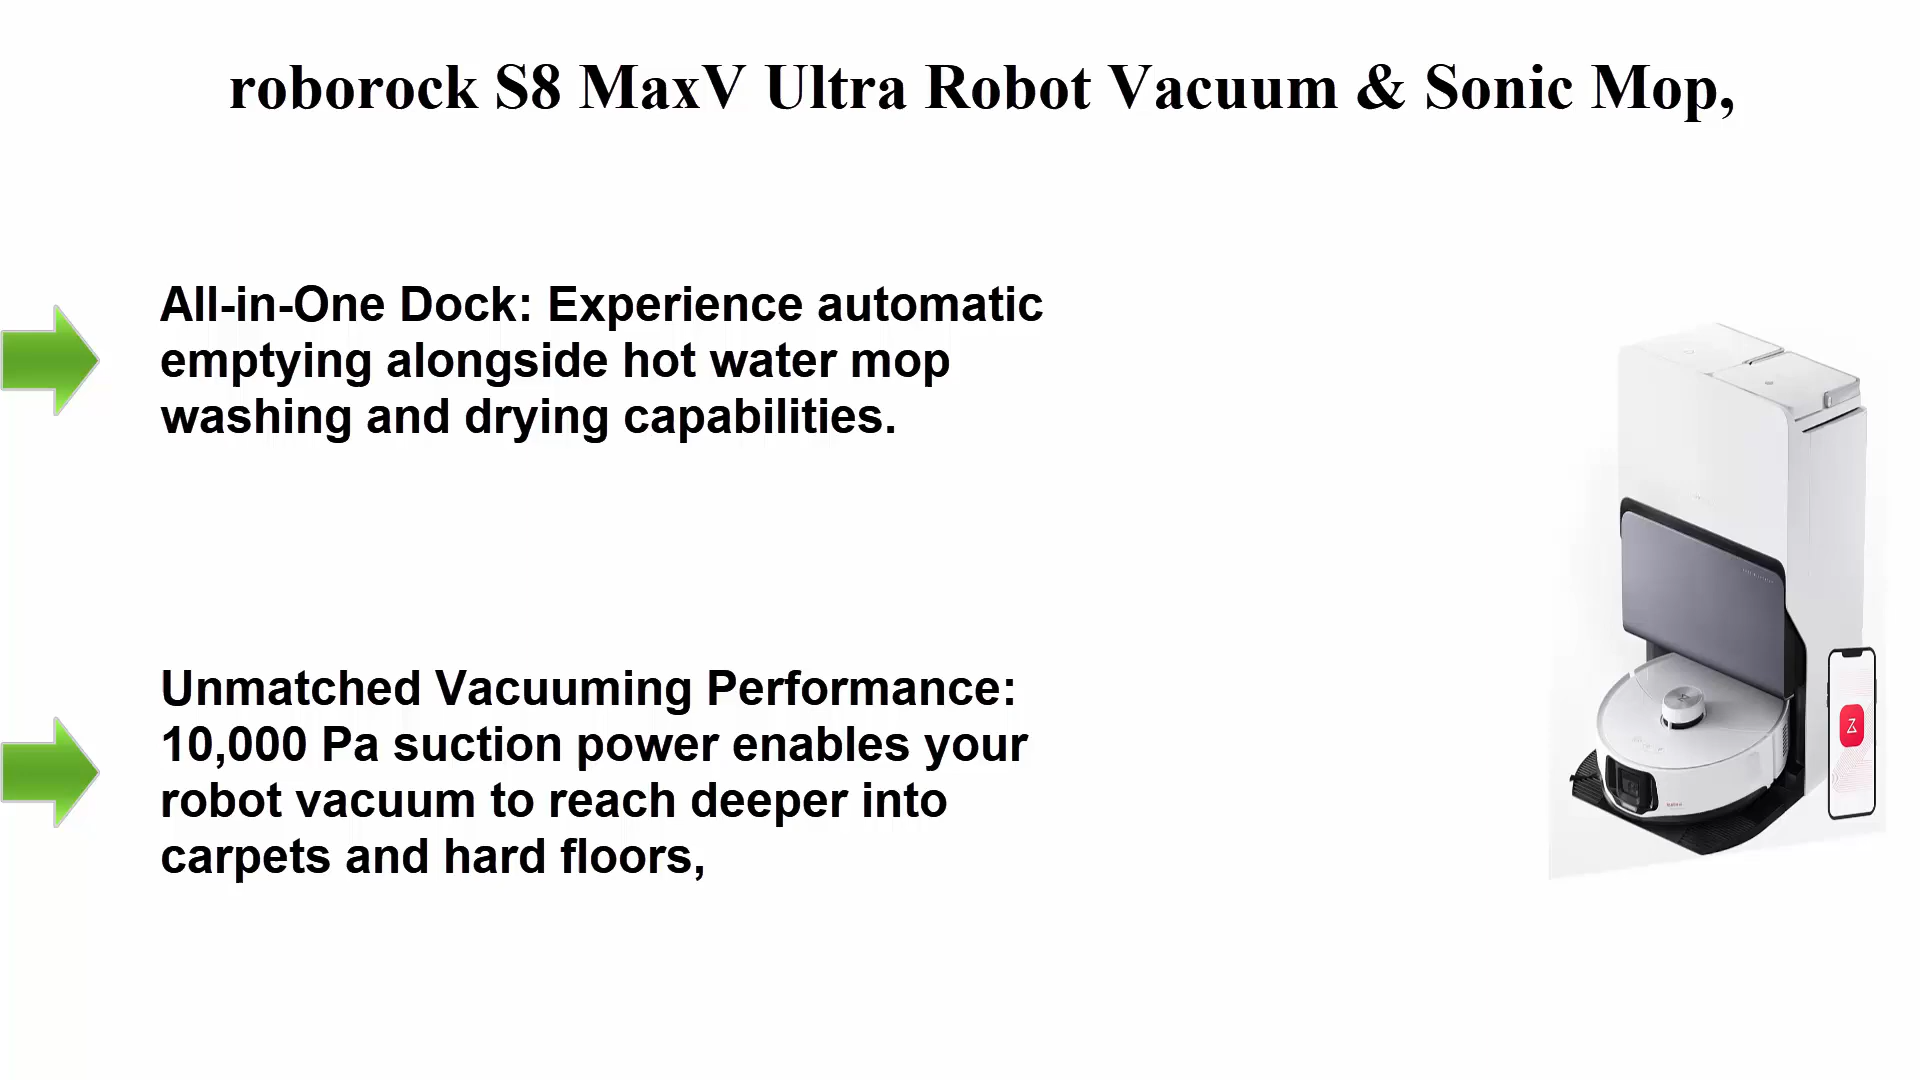 roborock S8 MaxV Ultra Robot Vacuum & Sonic Mop,
All-in-One Dock: Experience automatic
emptying alongside hot water mop
washing and drying capabilities.
Unmatched Vacuuming Performance:
10,000 Pa suction power enables your
robot vacuum to reach deeper into
carpets and hard floors,